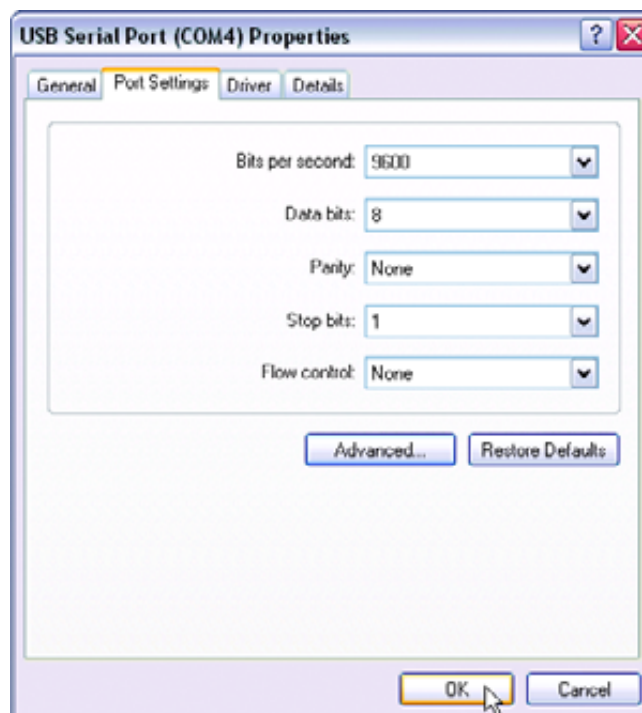 USB Serial Port (COM4) Properties
General Port Settings Driver Details
Bits per second: 9600
Data bits: 8
Parity: None
Stop bits: 1
Flow control: None
Advanced... Restore Defaults
OK Cancel